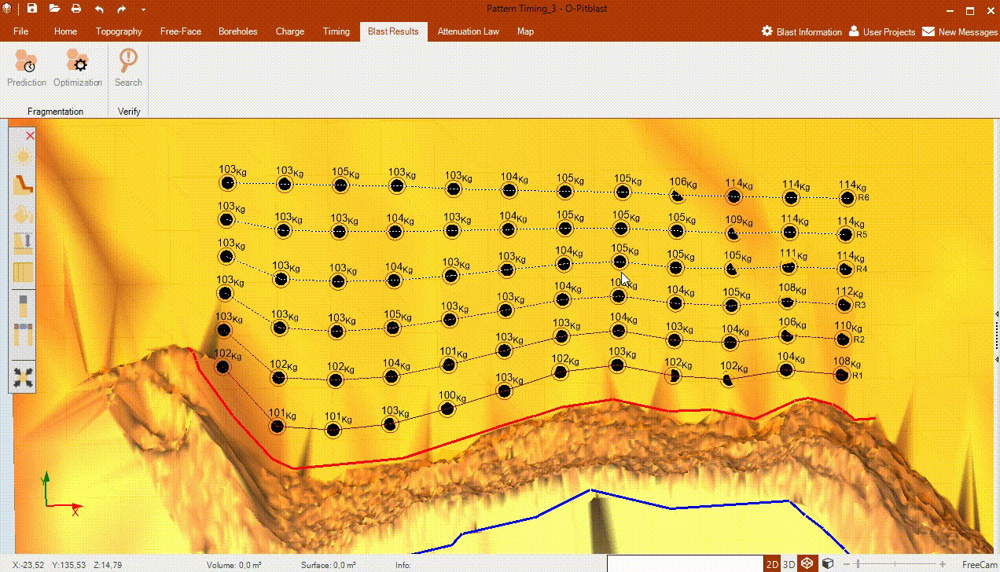 Pattern Timing_3 - O-Pitblast
File Home Topography Free-Face Boreholes Charge Timing Blast Results Attenuation Law Map Blast Information User Projects New Messages
Prediction Optimization Search
Fragmentation Verify
103Kg 103Kg 105Kg 103Kg 103Kg 104Kg 105Kg 105Kg 106Kg 114Kg 114Kg 114Kg R6
103Kg 103Kg 103Kg 104Kg 103Kg 104Kg 105Kg 105Kg 105Kg 109Kg 114Kg 114Kg R5
103Kg 103Kg 103Kg 104Kg 103Kg 103Kg 104Kg 105Kg 105Kg 105Kg 111Kg 114Kg R4
103Kg 103Kg 103Kg 105Kg 103Kg 103Kg 104Kg 104Kg 105Kg 108Kg 112Kg R3
103Kg 102Kg 102Kg 104Kg 101Kg 103Kg 103Kg 104Kg 103Kg 104Kg 106Kg 110Kg R2
102Kg 101Kg 101Kg 103Kg 100Kg 103Kg 102Kg 103Kg 102Kg 102Kg 104Kg 108Kg R1
Y
X
X:-23,52 Y:135,53 Z:14,79 Volume: 0,0 m³ Surface: 0,0 m² Info: 2D 3D FreeCam